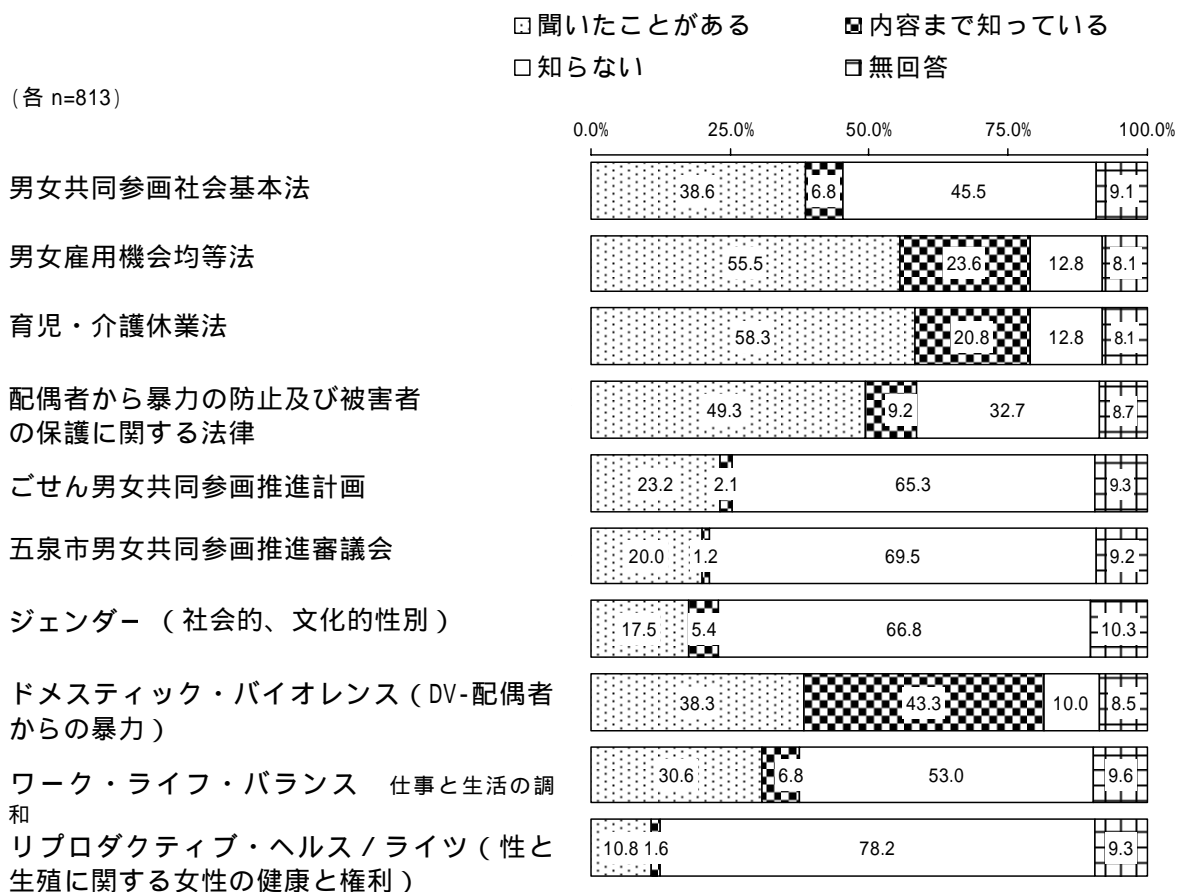 聞いたことがある 内容まで知っている
知らない 無回答
(各 n=813)
0.0% 25.0% 50.0% 75.0% 100.0%
男女共同参画社会基本法 38.6 6.8 45.5 9.1
男女雇用機会均等法 55.5 23.6 12.8 8.1
育児・介護休業法 58.3 20.8 12.8 8.1
配偶者から暴力の防止及び被害者
の保護に関する法律 49.3 9.2 32.7 8.7
ごせん男女共同参画推進計画 23.2 2.1 65.3 9.3
五泉市男女共同参画推進審議会 20.0 1.2 69.5 9.2
ジェンダー（社会的、文化的性別） 17.5 5.4 66.8 10.3
ドメスティック・バイオレンス（DV-配偶者
からの暴力） 38.3 43.3 10.0 8.5
ワーク・ライフ・バランス 仕事と生活の調
和 30.6 6.8 53.0 9.6
リプロダクティブ・ヘルス／ライツ（性と
生殖に関する女性の健康と権利） 10.8 1.6 78.2 9.3